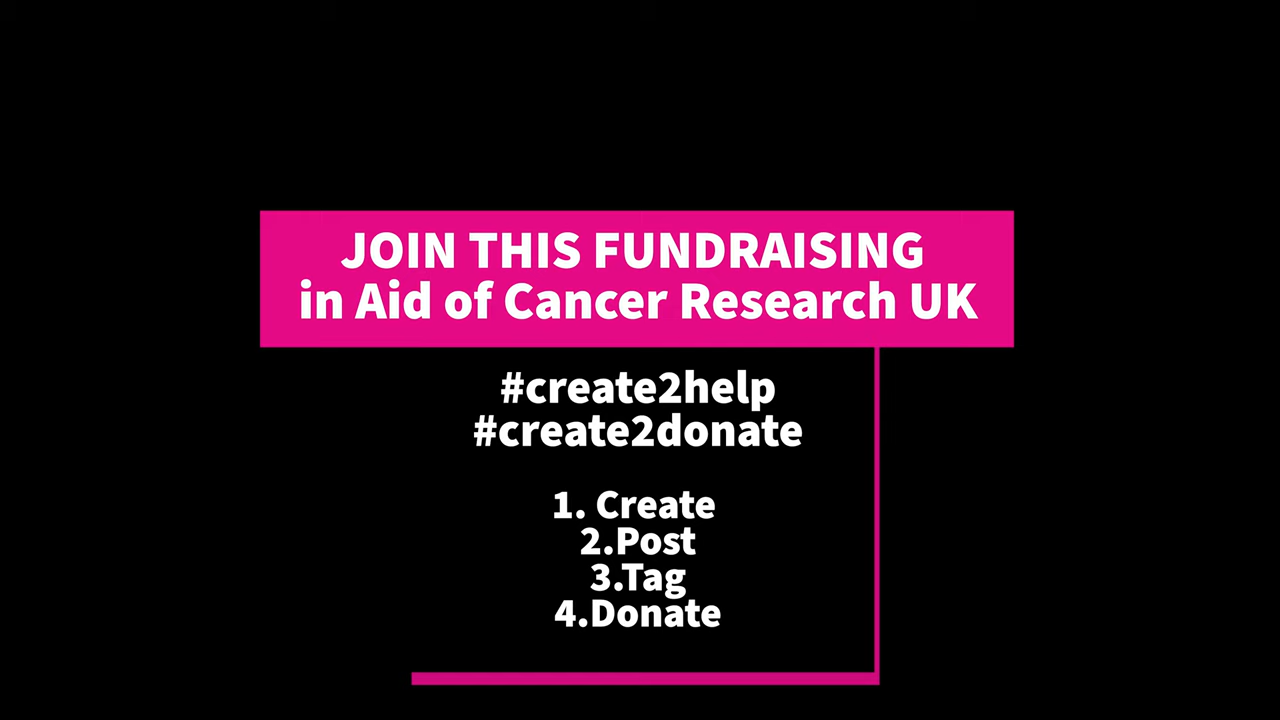 JOIN THIS FUNDRAISING
in Aid of Cancer Research UK
#create2help
#create2donate
1. Create
2.Post
3.Tag
4.Donate